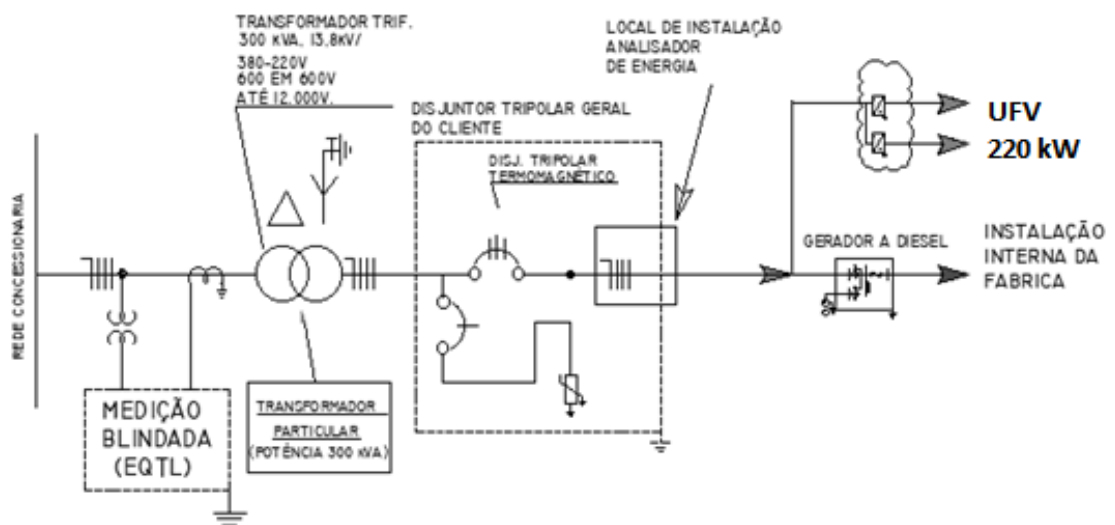 TRANSFORMADOR TRIF.
300 KVA, 13,8KV/
380-220V
600 EM 600V
ATÉ 12.000V.
LOCAL DE INSTALAÇÃO
ANALISADOR
DE ENERGIA
DISJUNTOR TRIPOLAR GERAL
DO CLIENTE
DISJ. TRIPOLAR
TERMOMAGNÉTICO
UFV
220 kW
GERADOR A DIESEL
INSTALAÇÃO
INTERNA DA
FABRICA
REDE CONCESSIONARIA
MEDIÇÃO
BLINDADA
(EQTL)
TRANSFORMADOR
PARTICULAR
(POTÊNCIA 300 KVA)